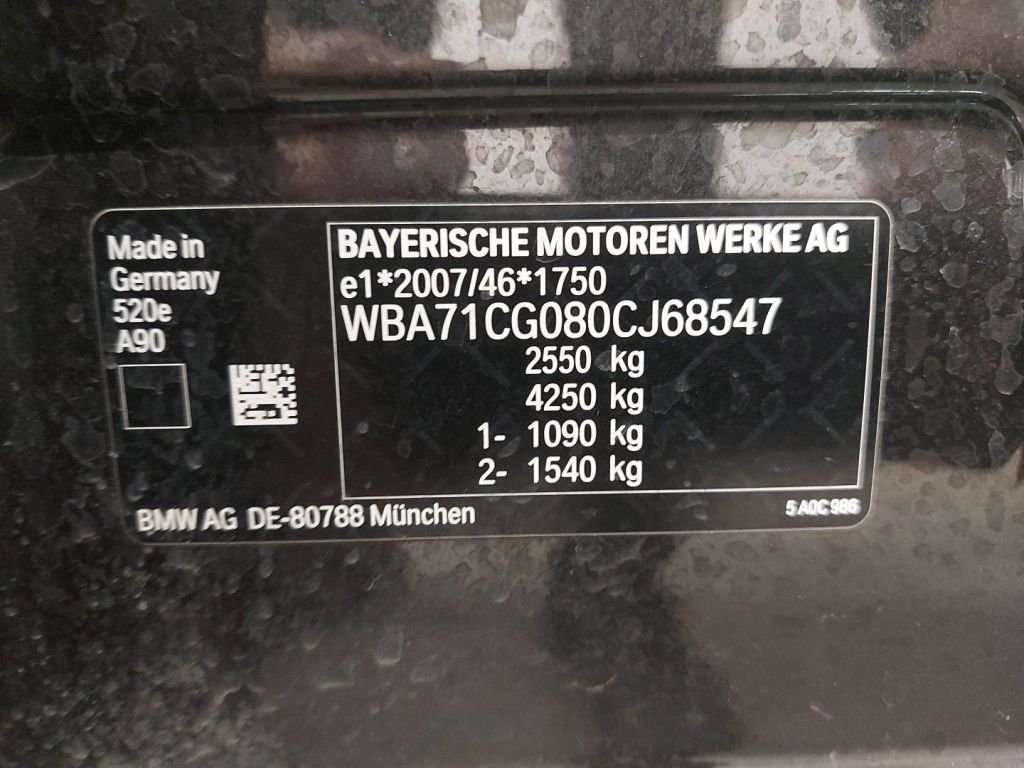 Made in
Germany
520e
A90
BAYERISCHE MOTOREN WERKE AG
e1*2007/46*1750
WBA71CG080CJ68547
2550 kg
4250 kg
1- 1090 kg
2- 1540 kg
BMW AG DE-80788 München
5 A0C 986